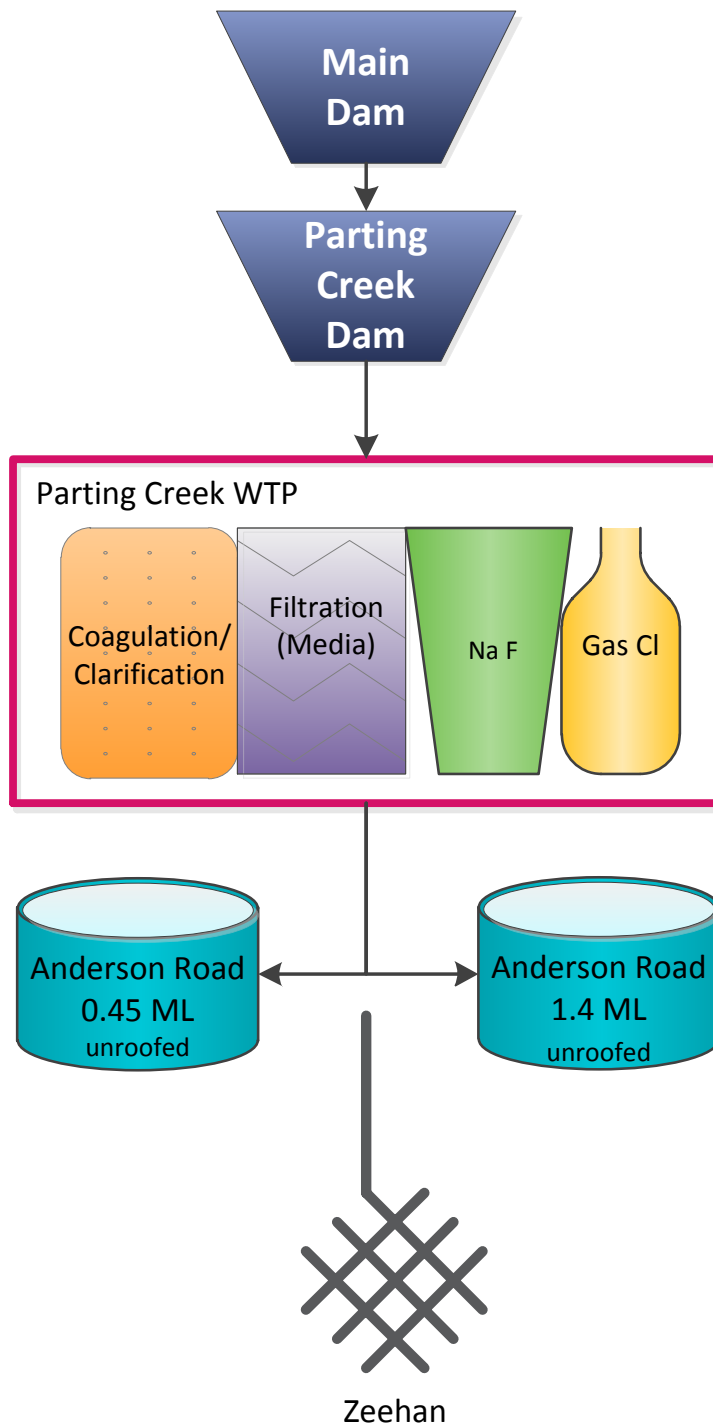 Main
Dam
Parting
Creek
Dam
Parting Creek WTP
Coagulation/
Clarification
Filtration
(Media)
Na F
Gas Cl
Anderson Road
0.45 ML
unroofed
Anderson Road
1.4 ML
unroofed
Zeehan